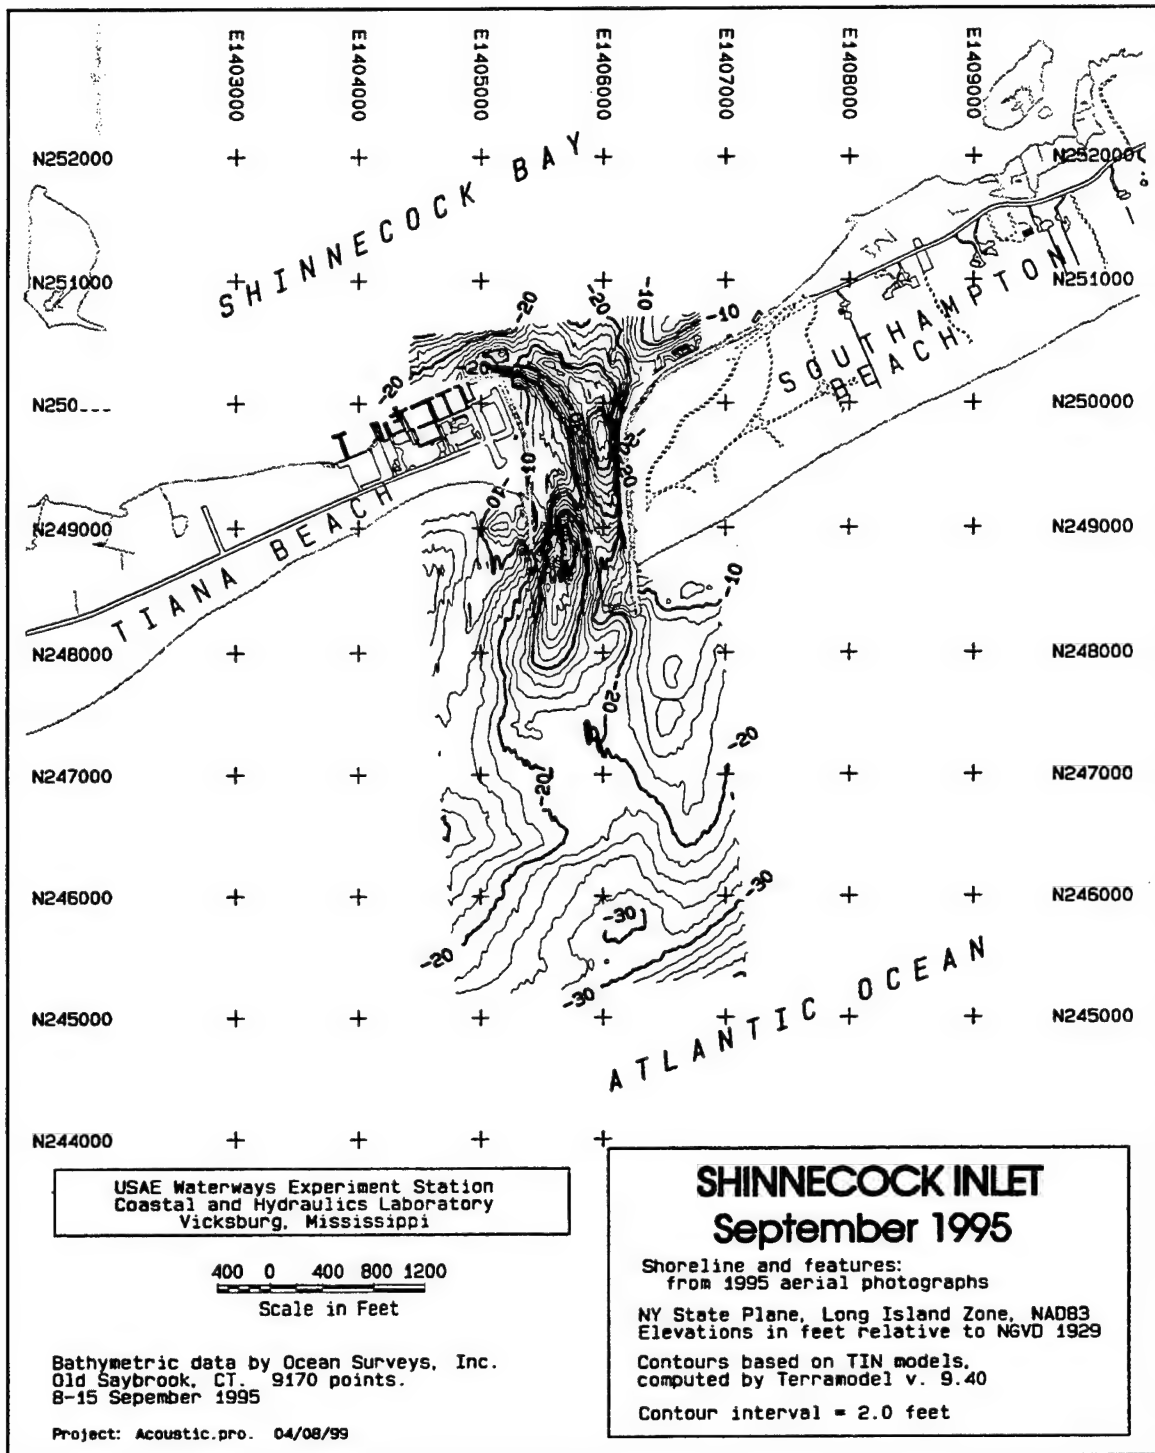 E1403000
E1404000
E1405000
E1406000
E1407000
E1408000
E1409000
N252000
N252000
SHINNECOCK BAY
N251000
N251000
-20
-20
-10
-10
SOUTHAMPTON
BEACH
-20
20
N250___
N250000
-20
-20
-10
-10
N249000
N249000
TIANA BEACH
-10
N248000
N248000
-20
-20
N247000
N247000
-20
N246000
N246000
-30
-30
-20
-30
N245000
N245000
ATLANTIC OCEAN
N244000
USAE Waterways Experiment Station
Coastal and Hydraulics Laboratory
Vicksburg, Mississippi
400 0 400 800 1200
Scale in Feet
Bathymetric data by Ocean Surveys, Inc.
Old Saybrook, CT. 9170 points.
8-15 Sepember 1995
Project: Acoustic.pro. 04/08/99
SHINNECOCK INLET
September 1995
Shoreline and features:
from 1995 aerial photographs
NY State Plane, Long Island Zone, NAD83
Elevations in feet relative to NGVD 1929
Contours based on TIN models,
computed by Terramodel v. 9.40
Contour interval = 2.0 feet